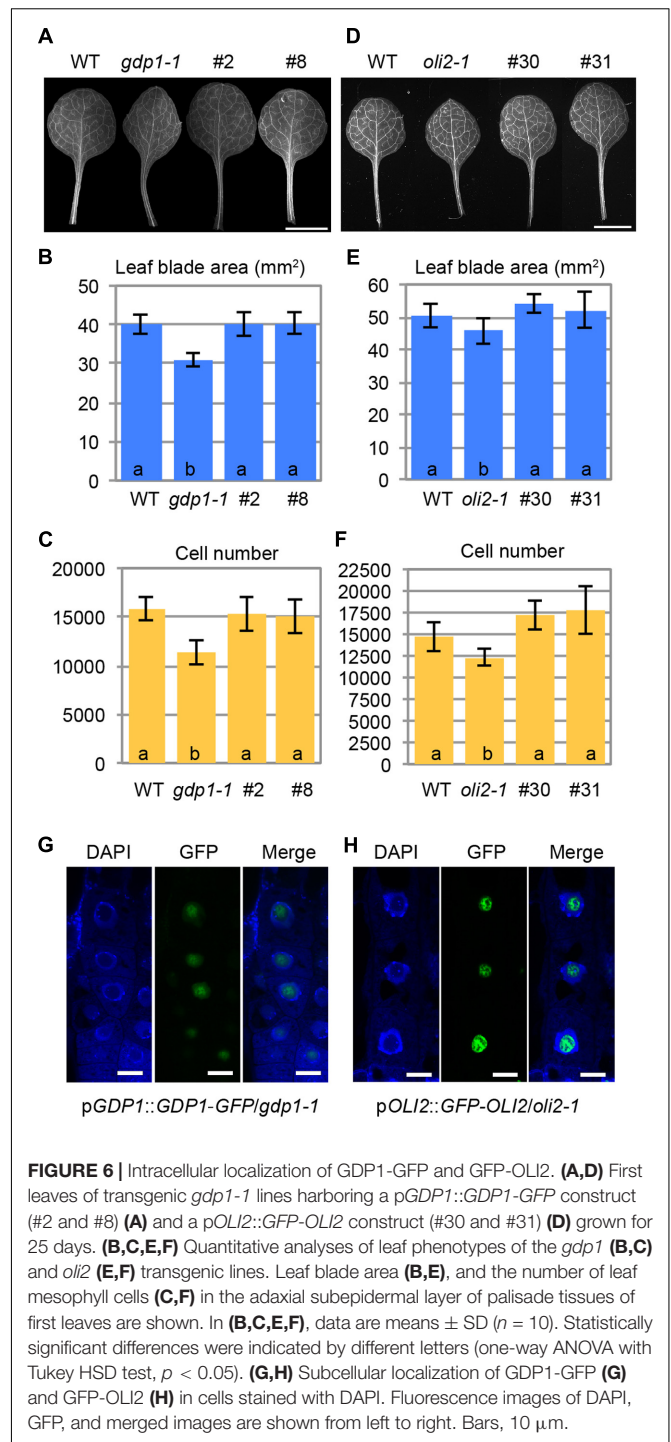 A
WT gdp1-1 #2 #8
D
WT oli2-1 #30 #31
B
Leaf blade area (mm²)
50
40
30
20
10
0
a b a a
WT gdp1-1 #2 #8
E
Leaf blade area (mm²)
60
50
40
30
20
10
0
a b a a
WT oli2-1 #30 #31
C
Cell number
20000
15000
10000
5000
0
a b a a
WT gdp1-1 #2 #8
F
Cell number
22500
20000
17500
15000
12500
10000
7500
5000
2500
0
a b a a
WT oli2-1 #30 #31
G
DAPI GFP Merge
pGDP1::GDP1-GFP/gdp1-1
H
DAPI GFP Merge
pOLI2::GFP-OLI2/oli2-1
FIGURE 6 | Intracellular localization of GDP1-GFP and GFP-OLI2. (A,D) First
leaves of transgenic gdp1-1 lines harboring a pGDP1::GDP1-GFP construct
(#2 and #8) (A) and a pOLI2::GFP-OLI2 construct (#30 and #31) (D) grown for
25 days. (B,C,E,F) Quantitative analyses of leaf phenotypes of the gdp1 (B,C)
and oli2 (E,F) transgenic lines. Leaf blade area (B,E), and the number of leaf
mesophyll cells (C,F) in the adaxial subepidermal layer of palisade tissues of
first leaves are shown. In (B,C,E,F), data are means ± SD (n = 10). Statistically
significant differences were indicated by different letters (one-way ANOVA with
Tukey HSD test, p < 0.05). (G,H) Subcellular localization of GDP1-GFP (G)
and GFP-OLI2 (H) in cells stained with DAPI. Fluorescence images of DAPI,
GFP, and merged images are shown from left to right. Bars, 10 μm.